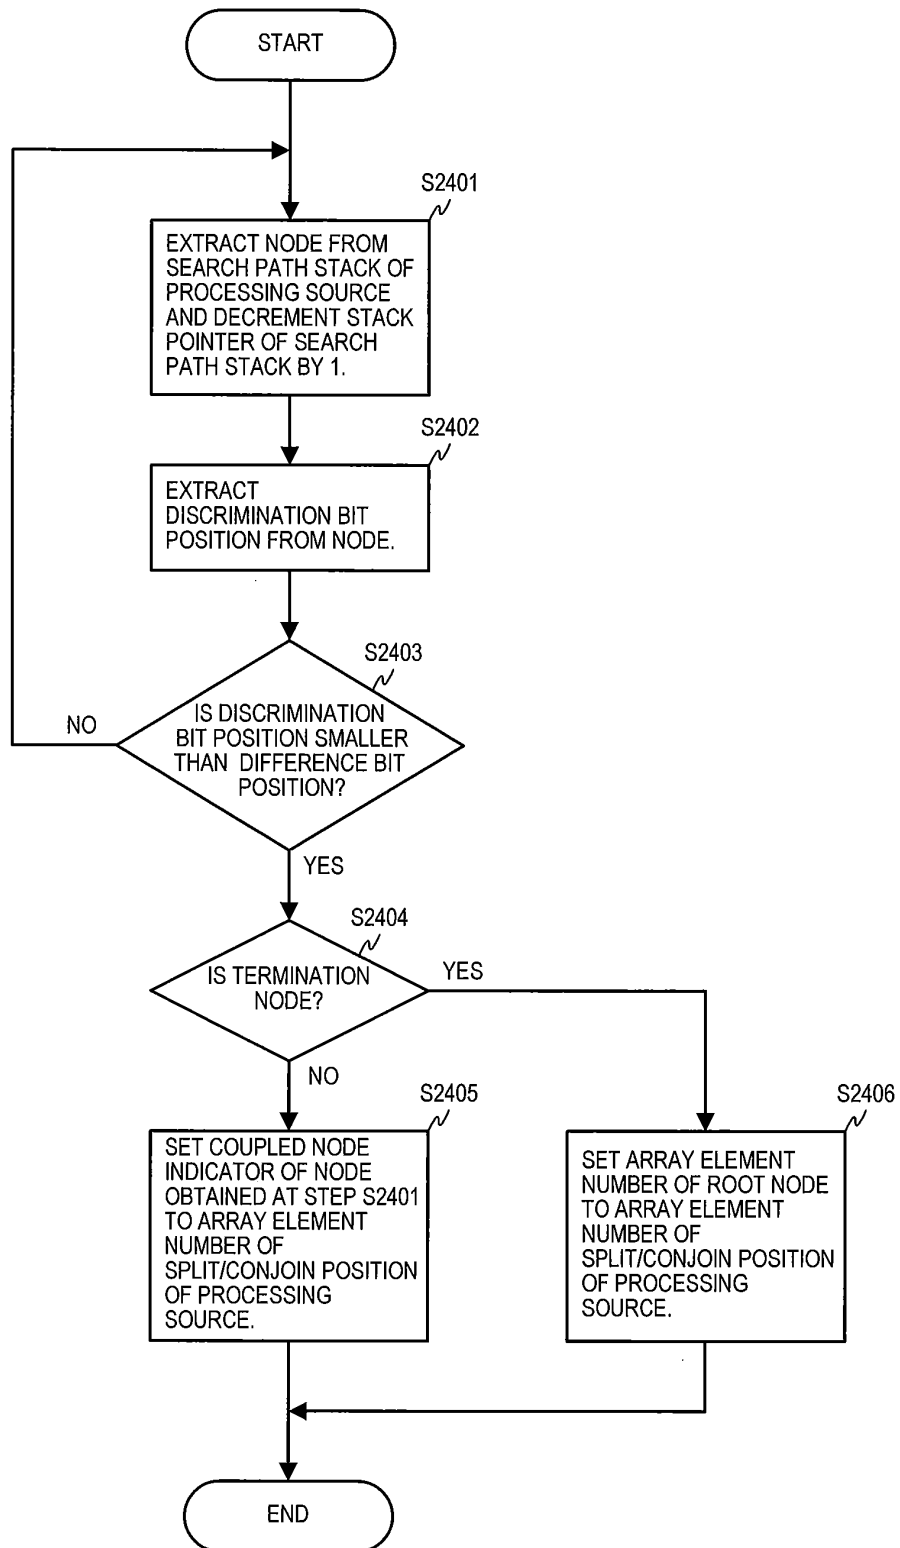 START
S2401
EXTRACT NODE FROM
SEARCH PATH STACK OF
PROCESSING SOURCE
AND DECREMENT STACK
POINTER OF SEARCH
PATH STACK BY 1.
S2402
EXTRACT
DISCRIMINATION BIT
POSITION FROM NODE.
S2403
IS DISCRIMINATION
BIT POSITION SMALLER
THAN DIFFERENCE BIT
POSITION?
NO
YES
S2404
IS TERMINATION
NODE?
YES
NO
S2405
SET COUPLED NODE
INDICATOR OF NODE
OBTAINED AT STEP S2401
TO ARRAY ELEMENT
NUMBER OF
SPLIT/CONJOIN POSITION
OF PROCESSING
SOURCE.
S2406
SET ARRAY ELEMENT
NUMBER OF ROOT NODE
TO ARRAY ELEMENT
NUMBER OF
SPLIT/CONJOIN POSITION
OF PROCESSING
SOURCE.
END